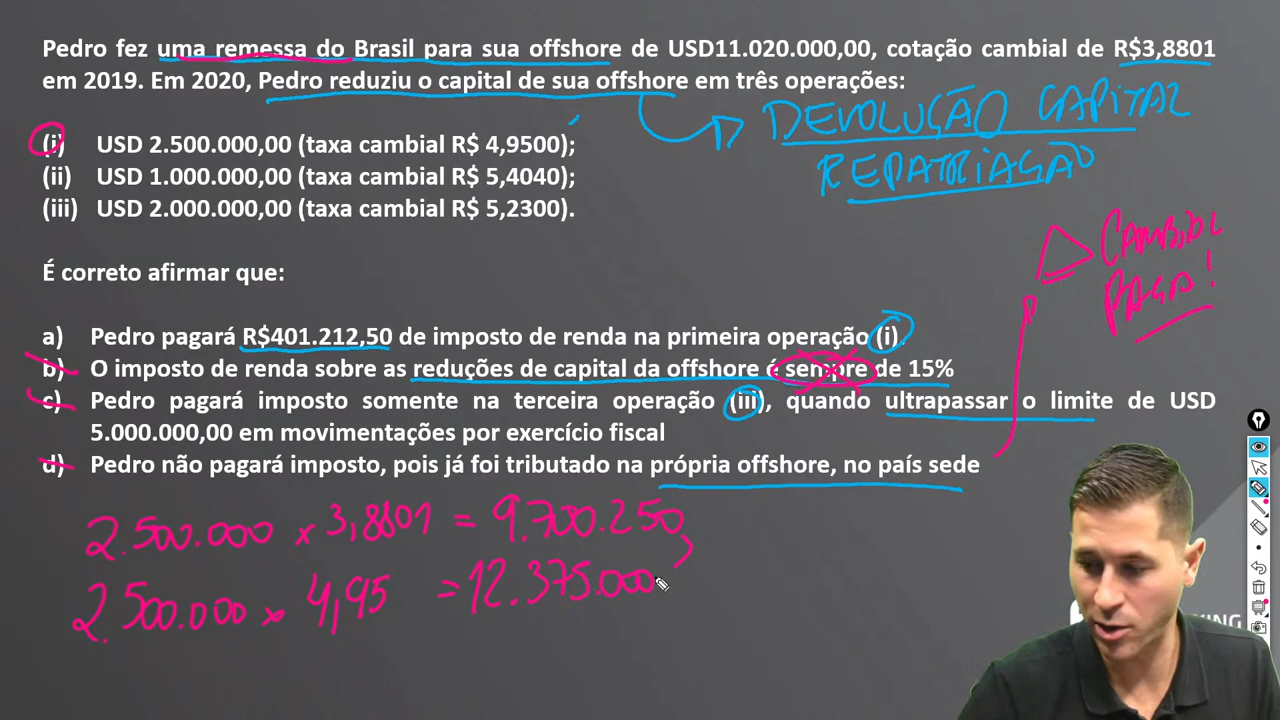 Pedro fez uma remessa do Brasil para sua offshore de USD11.020.000,00, cotação cambial de R$3,8801
em 2019. Em 2020, Pedro reduziu o capital de sua offshore em três operações:
DEVOLUÇÃO CAPITAL
REPATRIAÇÃO
(i) USD 2.500.000,00 (taxa cambial R$ 4,9500);
(ii) USD 1.000.000,00 (taxa cambial R$ 5,4040);
(iii) USD 2.000.000,00 (taxa cambial R$ 5,2300).
CAMBIAL
PAGA!
É correto afirmar que:
a) Pedro pagará R$401.212,50 de imposto de renda na primeira operação (i).
b) O imposto de renda sobre as reduções de capital da offshore é sempre de 15%
c) Pedro pagará imposto somente na terceira operação (iii), quando ultrapassar o limite de USD
5.000.000,00 em movimentações por exercício fiscal
d) Pedro não pagará imposto, pois já foi tributado na própria offshore, no país sede
2.500.000 x 3,8801 = 9.700.250
2.500.000 x 4,95 = 12.375.000